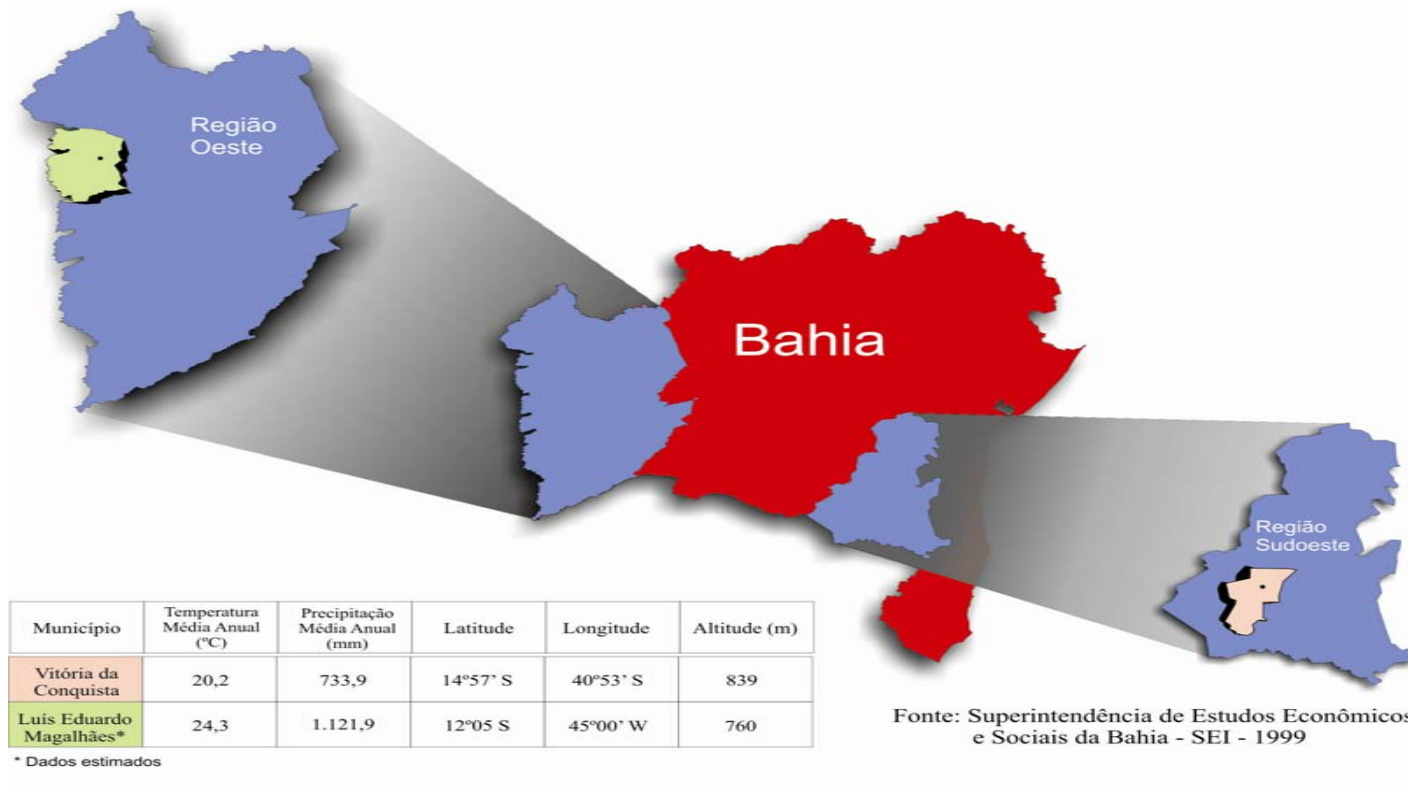 Região
Oeste
Bahia
Região
Sudoeste
Município
Temperatura
Média Anual
(ºC)
Precipitação
Média Anual
(mm)
Latitude
Longitude
Altitude (m)
Vitória da
Conquista
20,2
733,9
14º57’ S
40º53’ S
839
Luís Eduardo
Magalhães*
24,3
1.121,9
12º05 S
45º00’ W
760
* Dados estimados
Fonte: Superintendência de Estudos Econômicos
e Sociais da Bahia - SEI - 1999